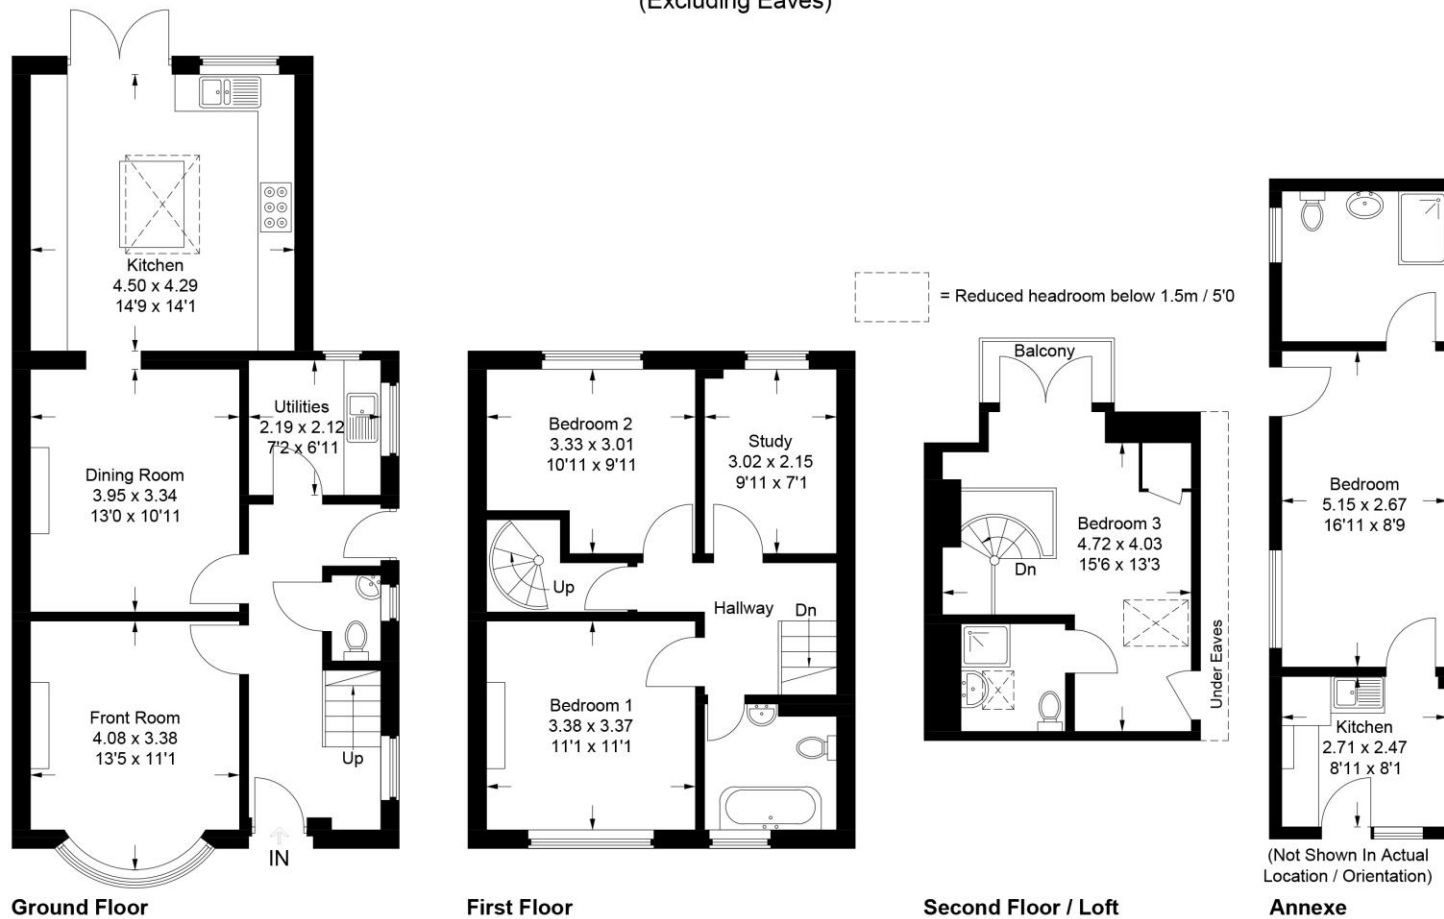 (Excluding Eaves)
Kitchen
4.50 x 4.29
14'9 x 14'1
Utilities
2.19 x 2.12
7'2 x 6'11
Dining Room
3.95 x 3.34
13'0 x 10'11
Front Room
4.08 x 3.38
13'5 x 11'1
Up
IN
Ground Floor
Bedroom 2
3.33 x 3.01
10'11 x 9'11
Study
3.02 x 2.15
9'11 x 7'1
Up
Hallway
Dn
Bedroom 1
3.38 x 3.37
11'1 x 11'1
First Floor
= Reduced headroom below 1.5m / 5'0
Balcony
Bedroom 3
4.72 x 4.03
15'6 x 13'3
Dn
Under Eaves
Second Floor / Loft
Bedroom
5.15 x 2.67
16'11 x 8'9
Kitchen
2.71 x 2.47
8'11 x 8'1
(Not Shown In Actual
Location / Orientation)
Annexe